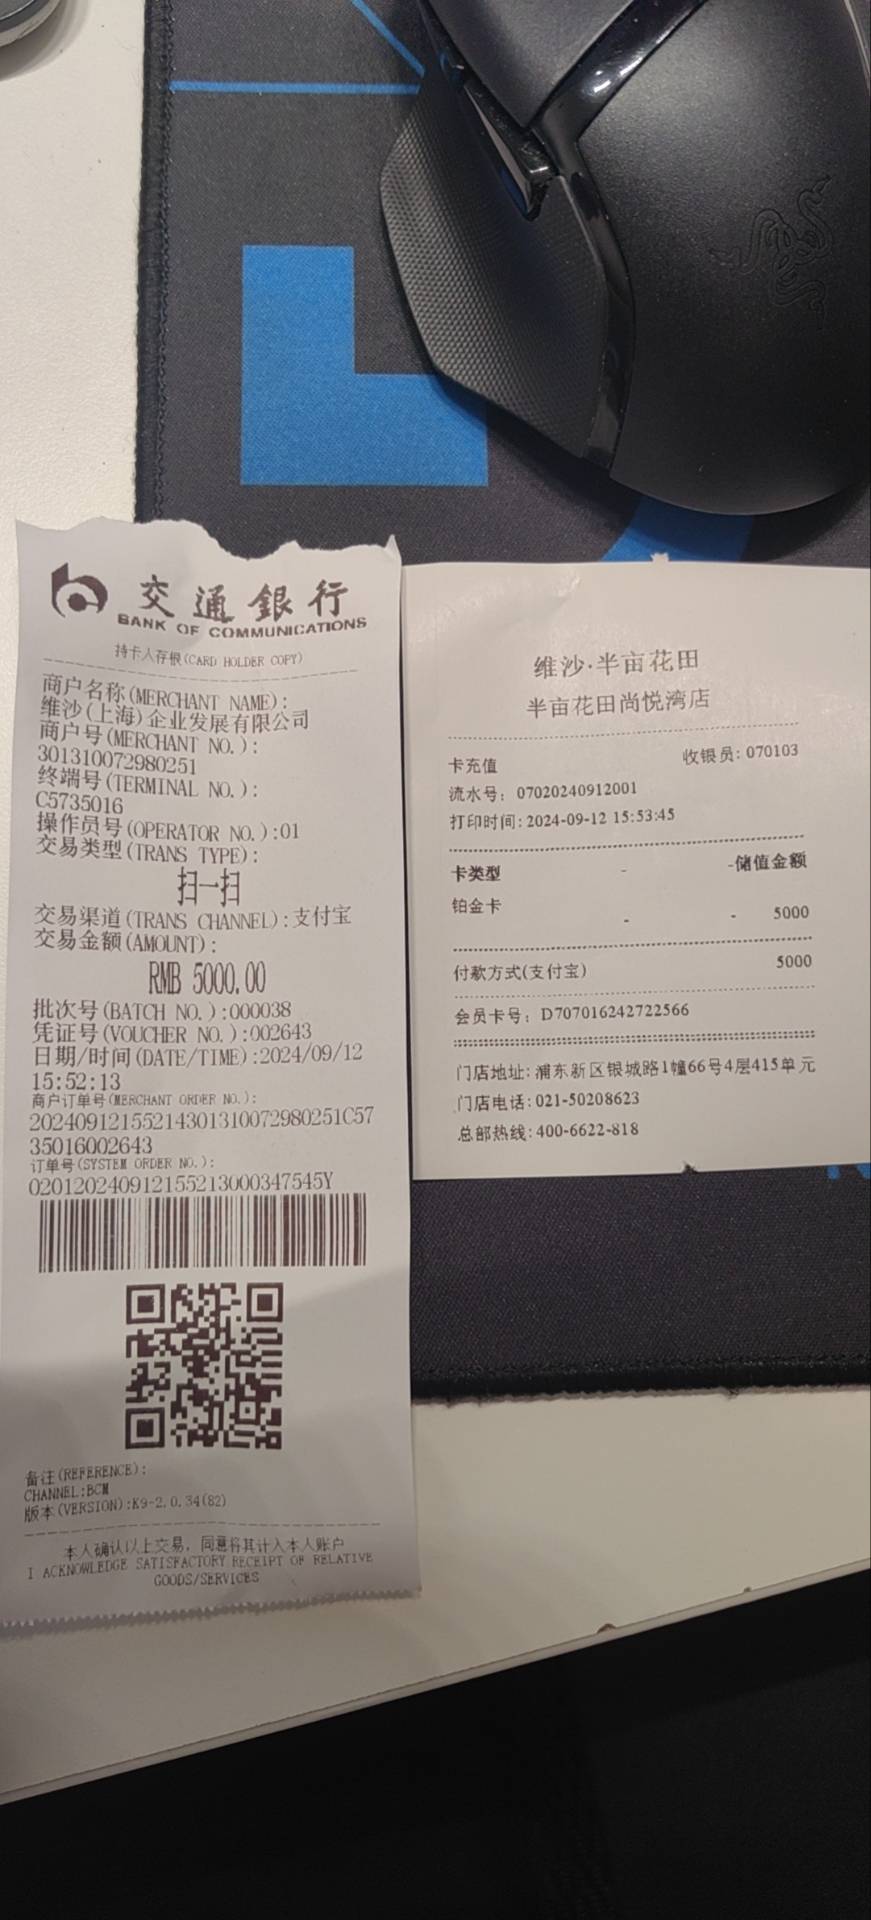 交通銀行
BANK OF COMMUNICATIONS
持卡人存根(CARD HOLDER COPY)
商户名称(MERCHANT NAME):
维沙(上海)企业发展有限公司
商户号(MERCHANT NO.):
301310072980251
终端号(TERMINAL NO.):
C5735016
操作员号(OPERATOR NO.):01
交易类型(TRANS TYPE):
扫一扫
交易渠道(TRANS CHANNEL):支付宝
交易金额(AMOUNT):
RMB 5000.00
批次号(BATCH NO.):000038
凭证号(VOUCHER NO.):002643
日期/时间(DATE/TIME):2024/09/12
15:52:13
商户订单号(MERCHANT ORDER NO.):
20240912155214301310072980251C57
35016002643
订单号(SYSTEM ORDER NO.):
02012024091215521300034754​5Y
备注(REFERENCE):
CHANNEL:BCM
版本(VERSION):K9-2.0.34(82)
本人确认以上交易，同意将其计入本人账户
I ACKNOWLEDGE SATISFACTORY RECEIPT OF RELATIVE
GOODS/SERVICES
维沙·半亩花田
半亩花田尚悦湾店
卡充值 收银员: 070103
流水号: 07020240912001
打印时间: 2024-09-12 15:53:45
卡类型 - -储值金额
铂金卡
- - 5000
付款方式(支付宝) 5000
会员卡号: D707016242722566
门店地址: 浦东新区银城路1幢66号4层415单元
门店电话: 021-50208623
总部热线: 400-6622-818